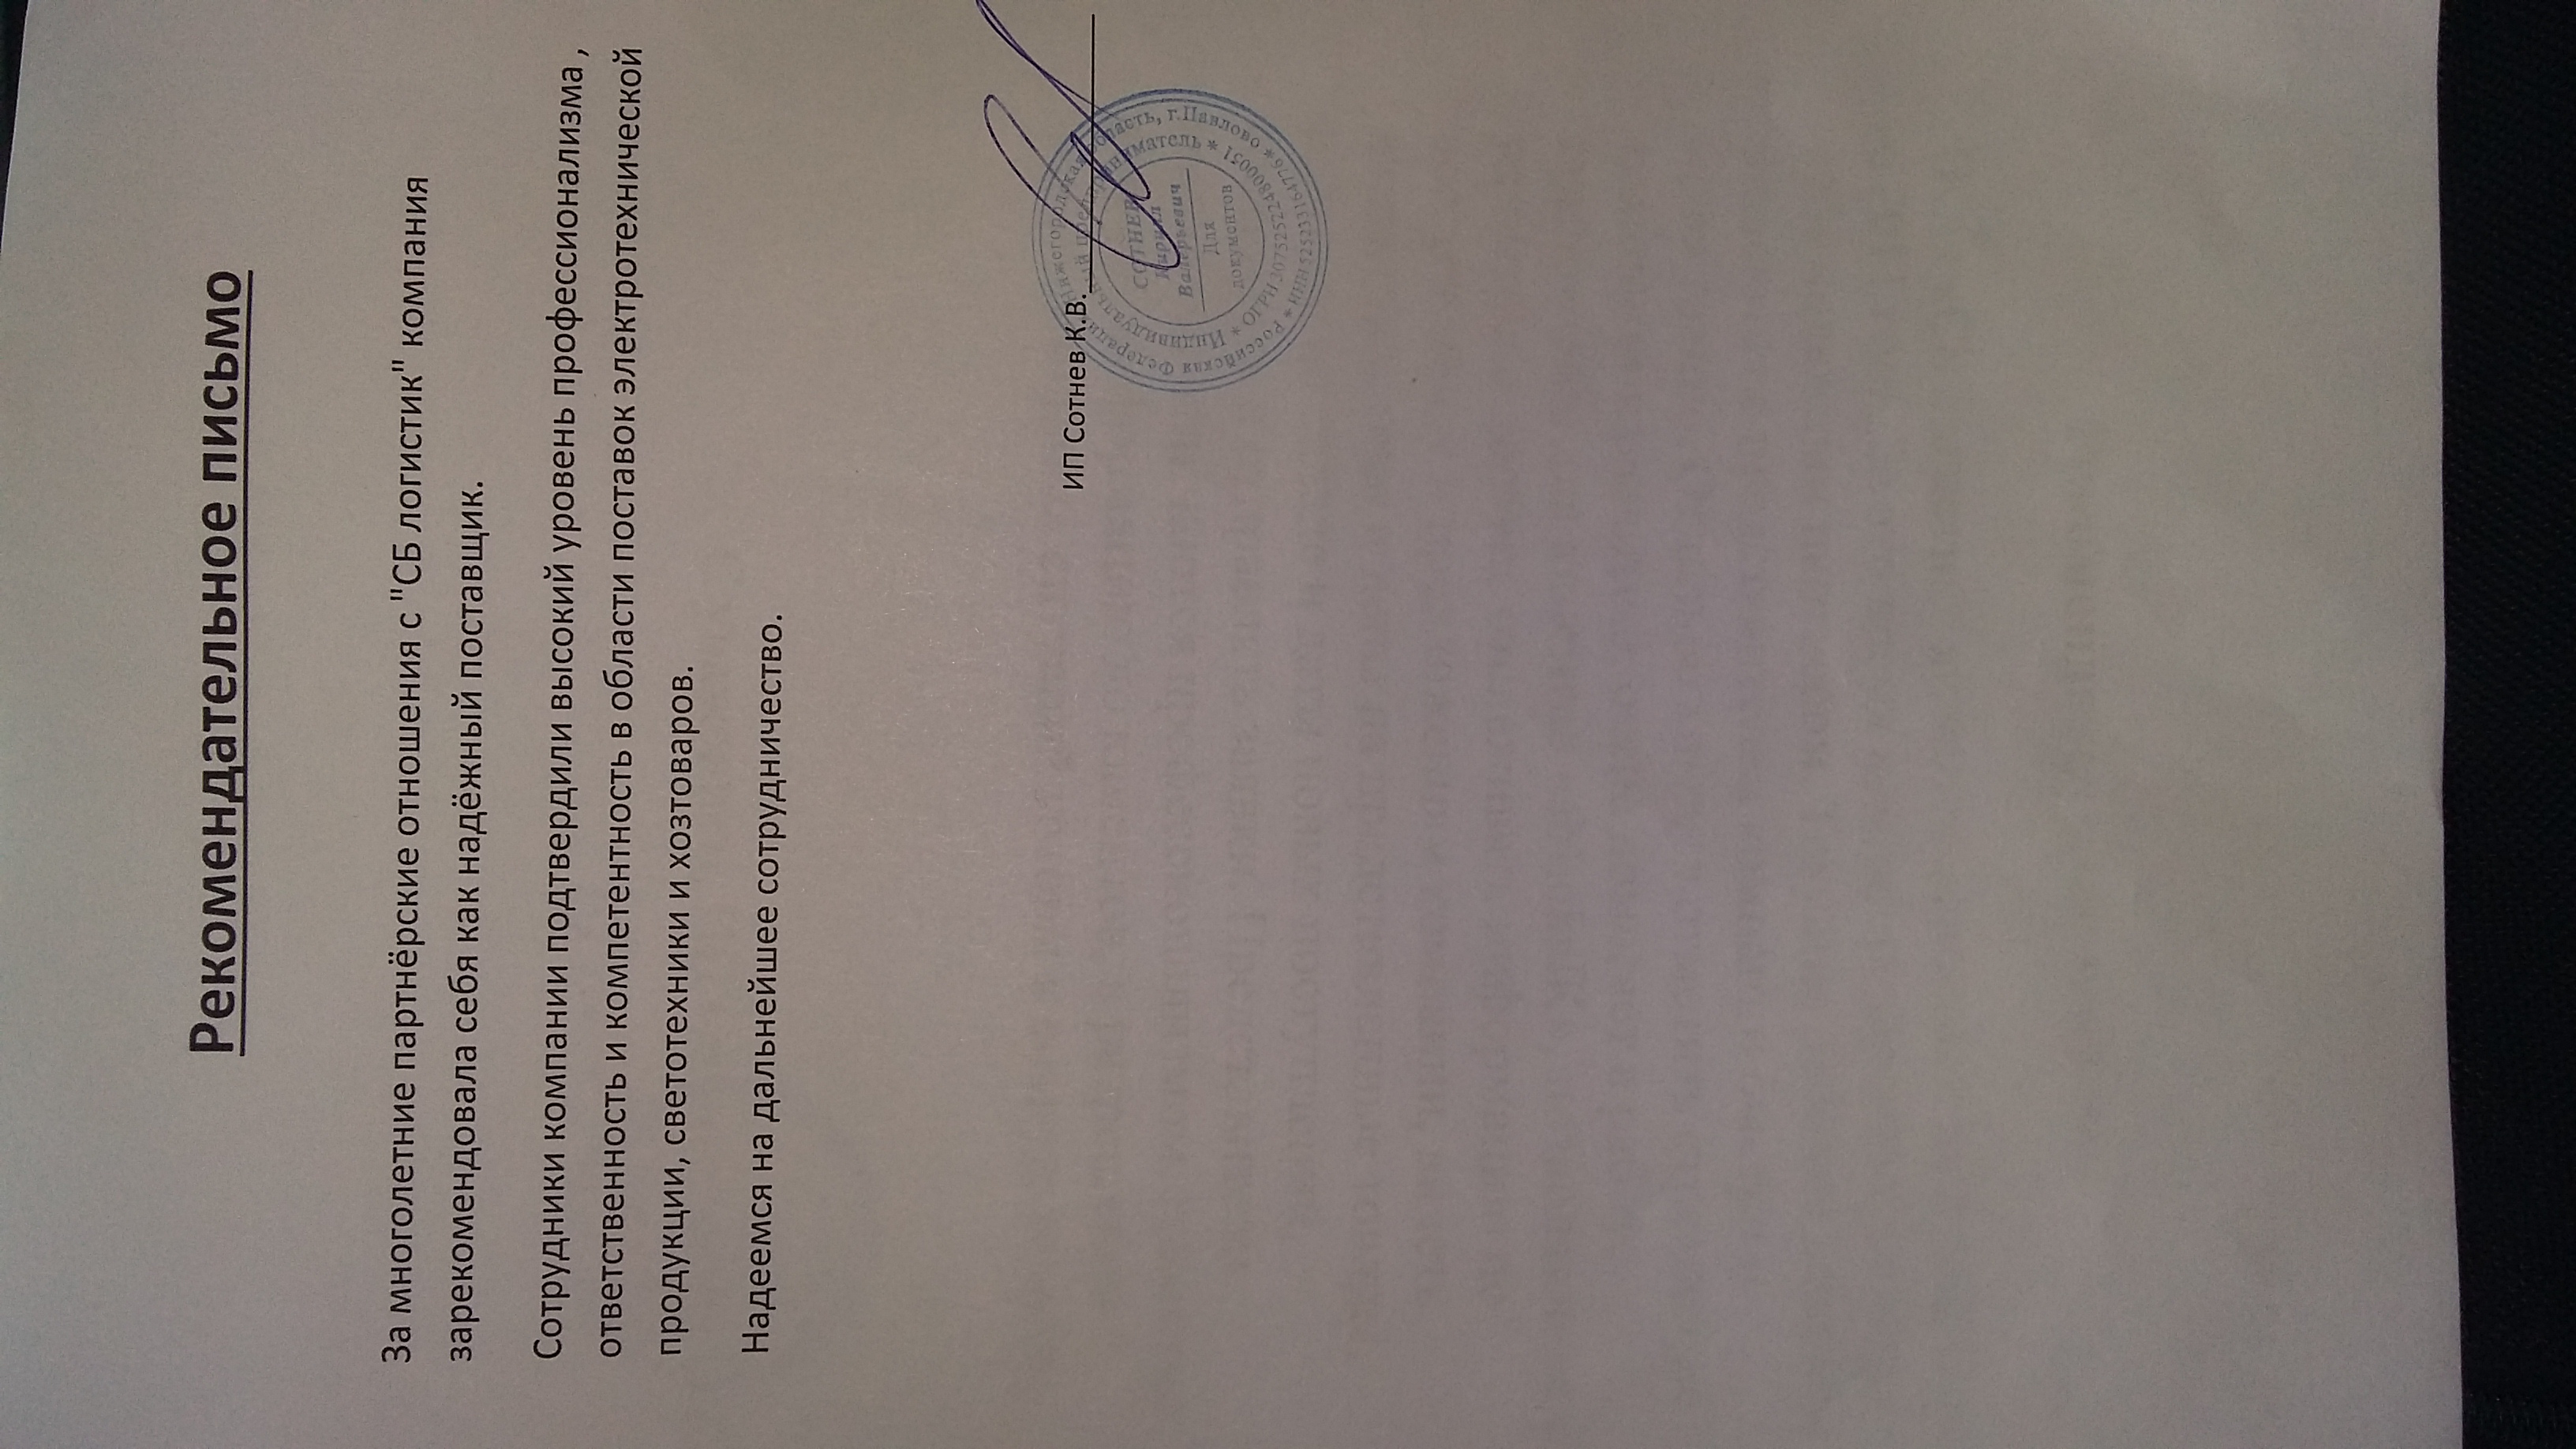 Рекомендательное письмо
За многолетние партнёрские отношения с "СБ логистик" компания
зарекомендовала себя как надёжный поставщик.
Сотрудники компании подтвердили высокий уровень профессионализма ,
ответственность и компетентность в области поставок электротехнической
продукции, светотехники и хозтоваров.
Надеемся на дальнейшее сотрудничество.
ИП Сотнев К.В.
Российская Федерация, Нижегородская область, г.Павлово
* Индивидуальный предприниматель *
СОТНЕВ
Кирилл
Валерьевич
Для
документов
ОГРН 307525224800051
* ИНН 525233164776 *